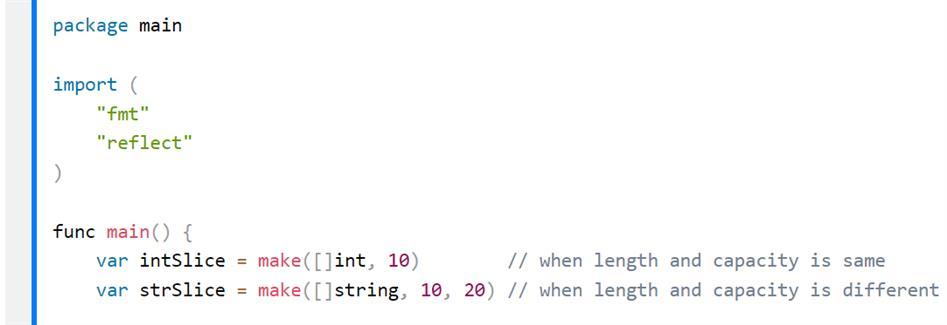 package main
import (
"fmt"
"reflect"
)
func main() {
var intSlice = make([]int, 10) // when length and capacity is same
var strSlice = make([]string, 10, 20) // when length and capacity is different